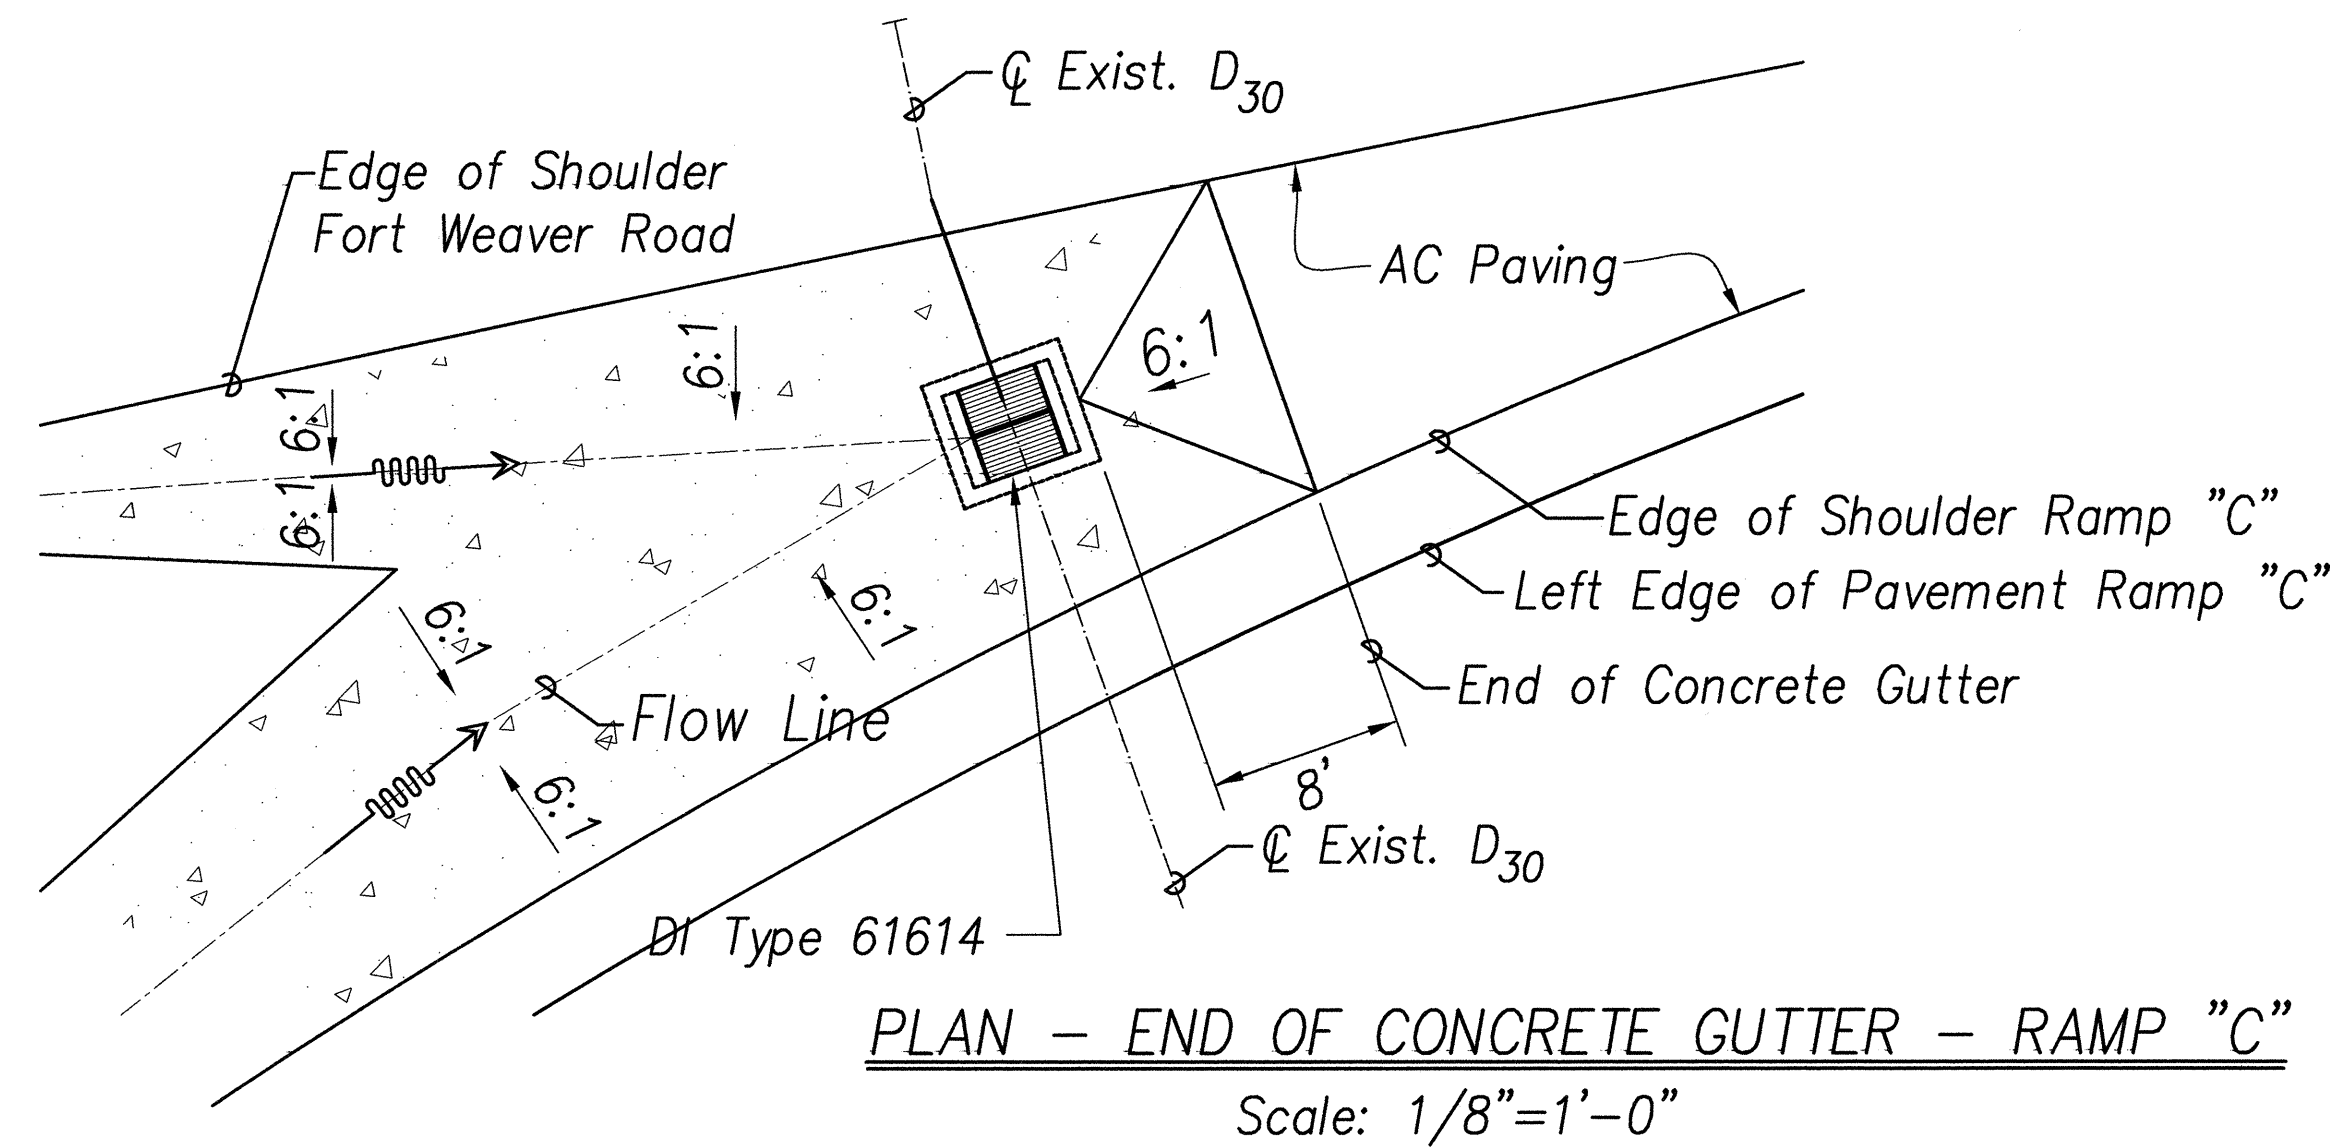 ℄ Exist. D30
Edge of Shoulder
Fort Weaver Road
AC Paving
6:1
6:1
6:1
6:1
Edge of Shoulder Ramp "C"
Left Edge of Pavement Ramp "C"
6:1
6:1
End of Concrete Gutter
Flow Line
6:1
8'
℄ Exist. D30
DI Type 61614
PLAN – END OF CONCRETE GUTTER – RAMP "C"
Scale: 1/8"=1'-0"